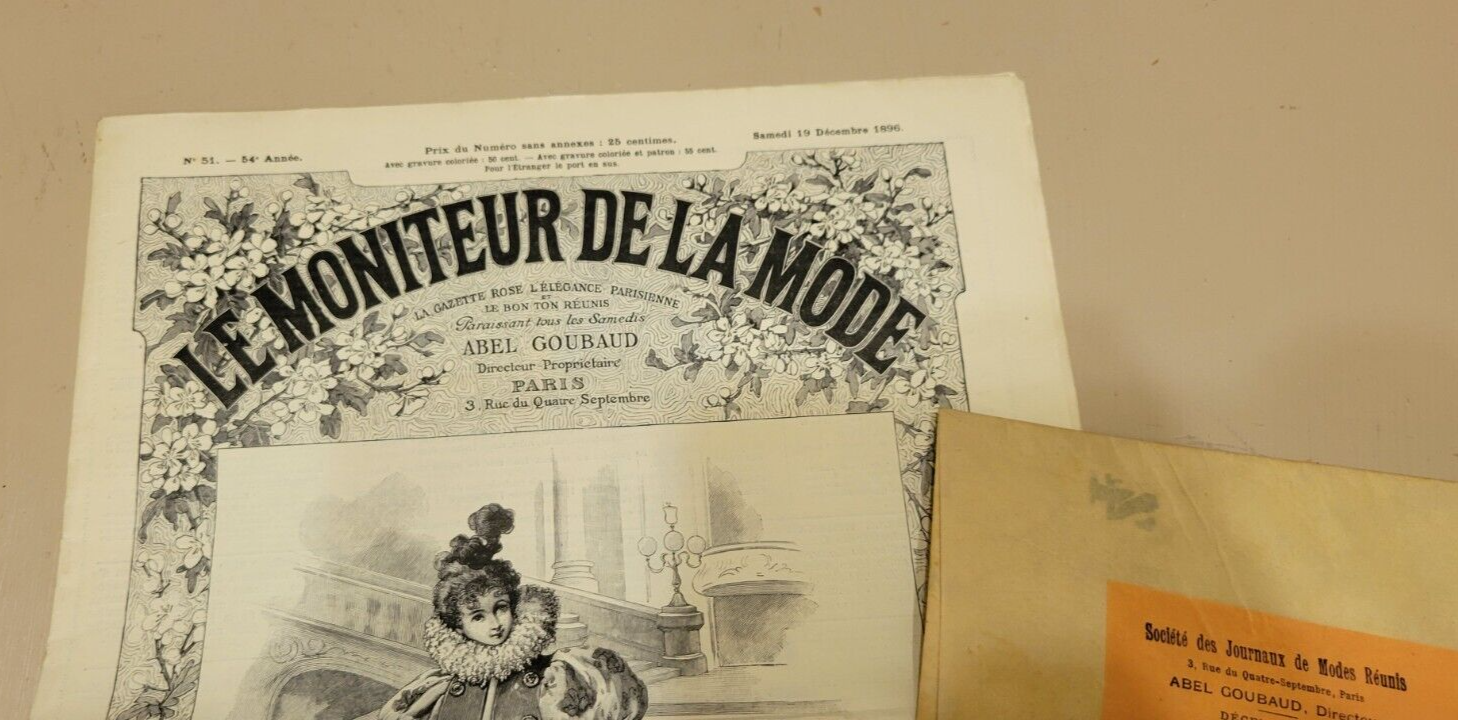 N° 51. — 54e Année.
Prix du Numéro sans annexes : 25 centimes.
Avec gravure coloriée : 50 cent. — Avec gravure coloriée et patron : 55 cent.
Pour l'Etranger le port en sus.
Samedi 19 Décembre 1896.
LE MONITEUR DE LA MODE
LA GAZETTE ROSE L'ÉLÉGANCE PARISIENNE
ET
LE BON TON RÉUNIS
Paraissant tous les Samedis
ABEL GOUBAUD
Directeur Propriétaire
PARIS
3, Rue du Quatre Septembre
Société des Journaux de Modes Réunis
3, Rue du Quatre-Septembre, Paris
ABEL GOUBAUD,